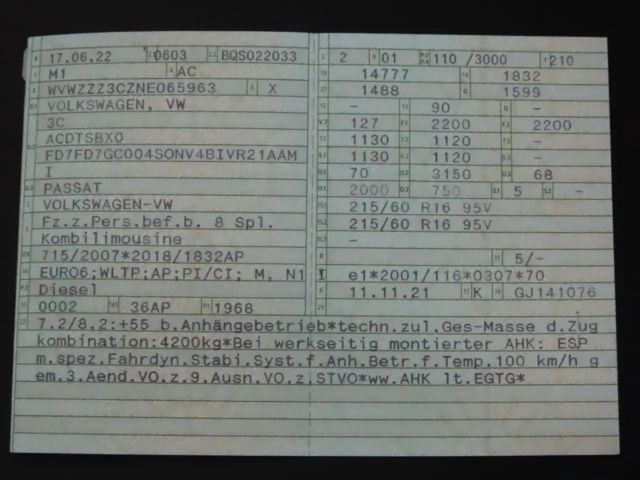 17.06.22 0603 BQS022033
M1 AC
WVWZZZ3CZNE065963 X
VOLKSWAGEN, VW
3C
ACDTSBX0
FD7FD7GC004SONV4BIVR21AAM
I
PASSAT
VOLKSWAGEN-VW
Fz.z.Pers.bef.b. 8 Spl.
Kombilimousine
715/2007*2018/1832AP
EURO6;WLTP;AP;PI/CI; M, N1
Diesel
0002 36AP 1968
2 01 110 /3000 210
14777 1832
1488 1599
- 90 -
127 2200 2200
1130 1120 -
1130 1120 -
70 3150 68
2000 750 5 -
215/60 R16 95V
215/60 R16 95V
-
5/-
e1*2001/116*0307*70
11.11.21 K GJ141076
7.2/8.2:+55 b.Anhängebetrieb*techn.zul.Ges-Masse d.Zug
kombination:4200kg*Bei werkseitig montierter AHK: ESP
m.spez.Fahrdyn.Stabi.Syst.f.Anh.Betr.f.Temp.100 km/h g
em.3.Aend.VO.z.9.Ausn.VO.z.STVO*ww.AHK lt.EGTG*